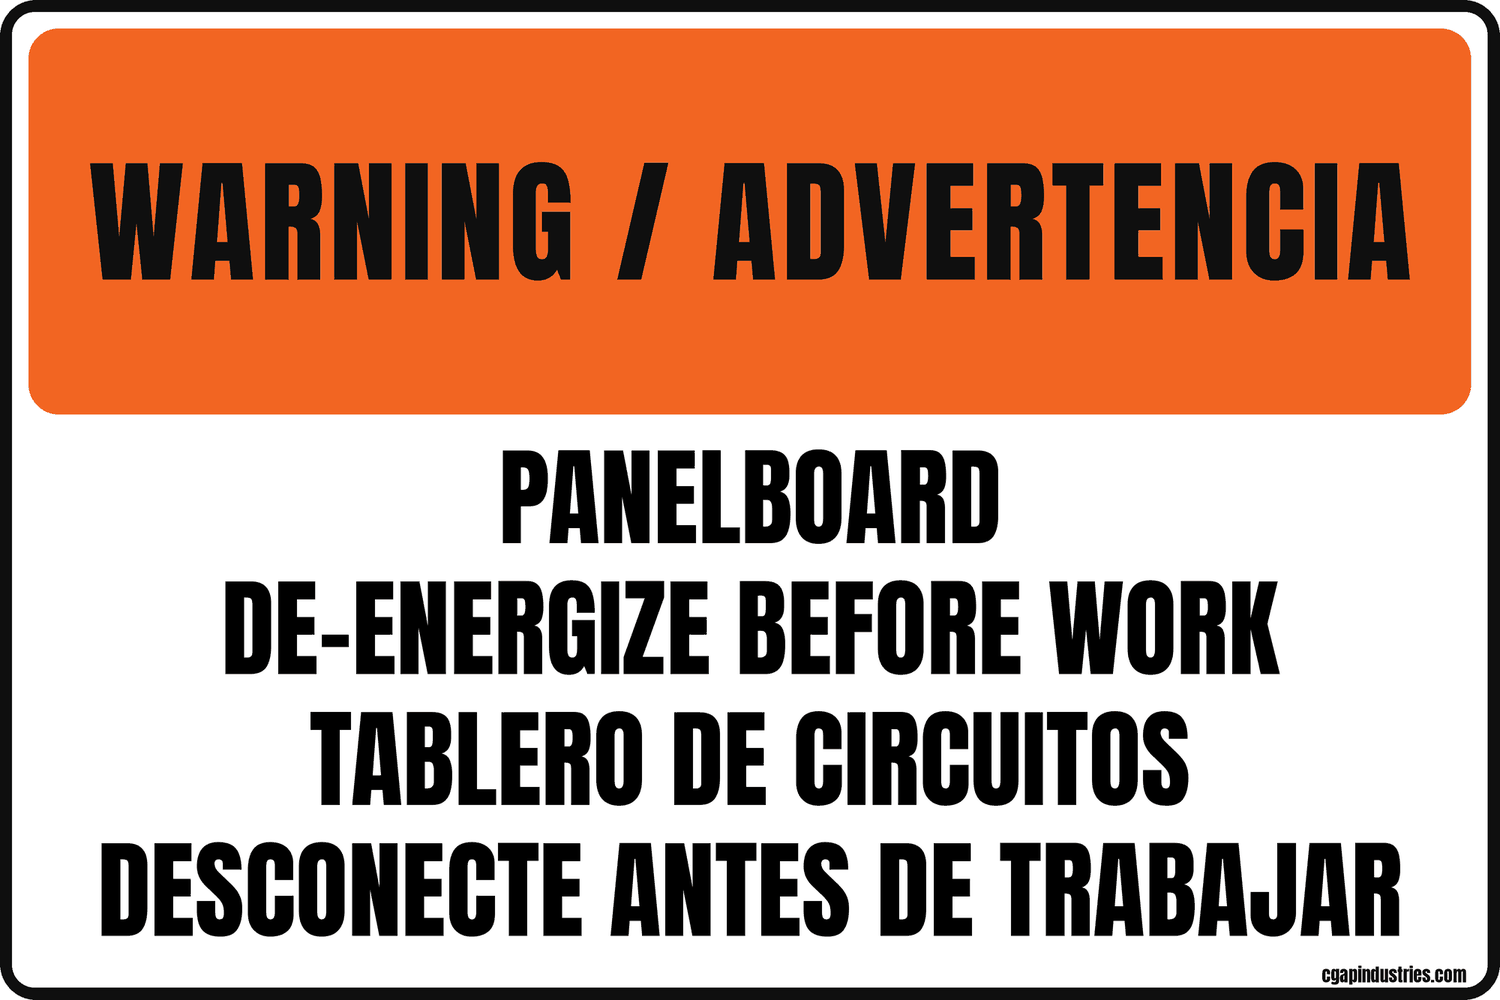 WARNING / ADVERTENCIA
PANELBOARD
DE-ENERGIZE BEFORE WORK
TABLERO DE CIRCUITOS
DESCONECTE ANTES DE TRABAJAR
cgapindustries.com